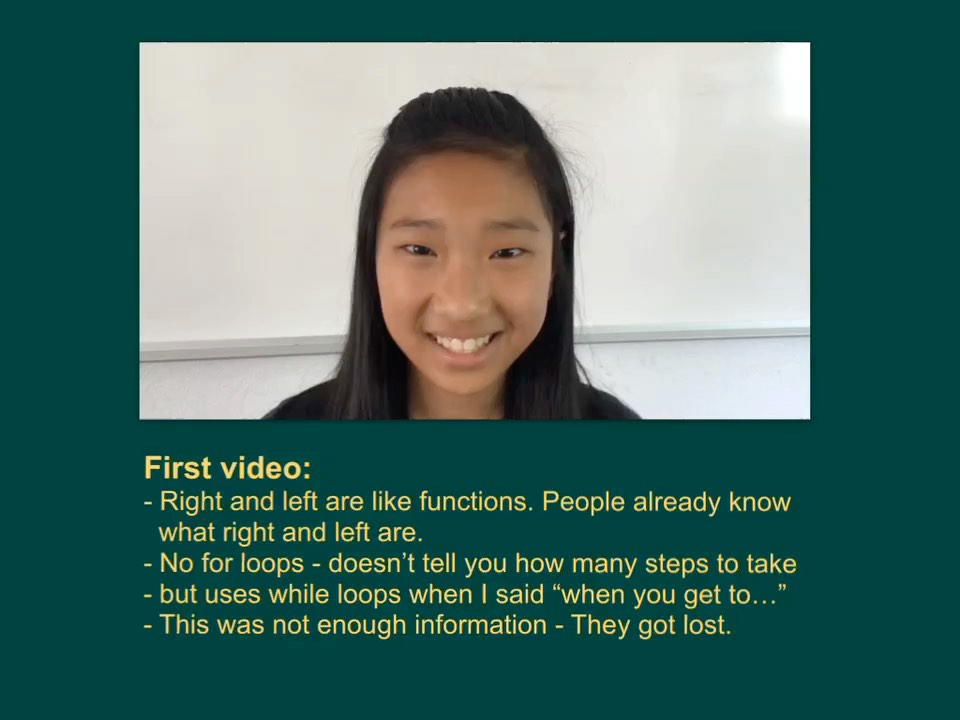 First video:
- Right and left are like functions. People already know
what right and left are.
- No for loops - doesn’t tell you how many steps to take
- but uses while loops when I said “when you get to…”
- This was not enough information - They got lost.